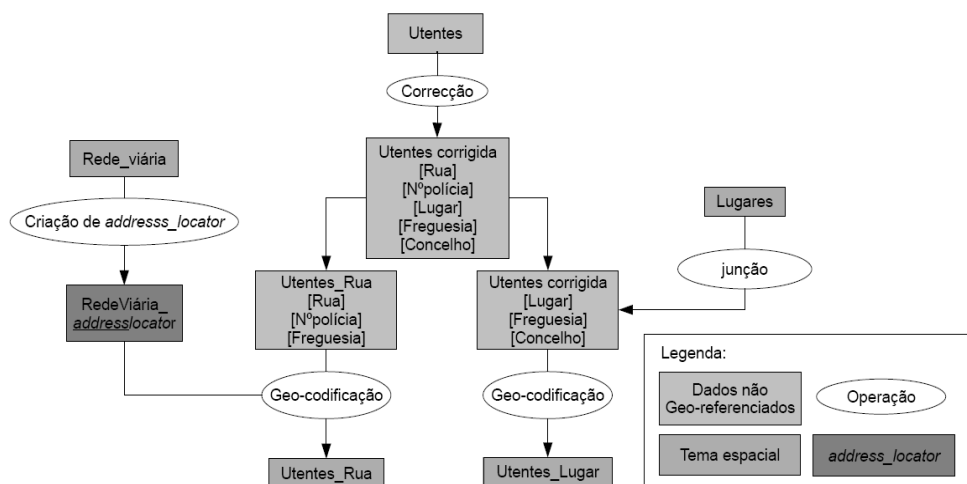 Utentes
Correcção
Utentes corrigida
[Rua]
[Nºpolícia]
[Lugar]
[Freguesia]
[Concelho]
Rede_viária
Criação de addresss_locator
RedeViária_
addresslocator
Lugares
junção
Utentes_Rua
[Rua]
[Nºpolícia]
[Freguesia]
Utentes corrigida
[Lugar]
[Freguesia]
[Concelho]
Geo-codificação
Geo-codificação
Utentes_Rua
Utentes_Lugar
Legenda:
Dados não
Geo-referenciados
Operação
Tema espacial
address_locator